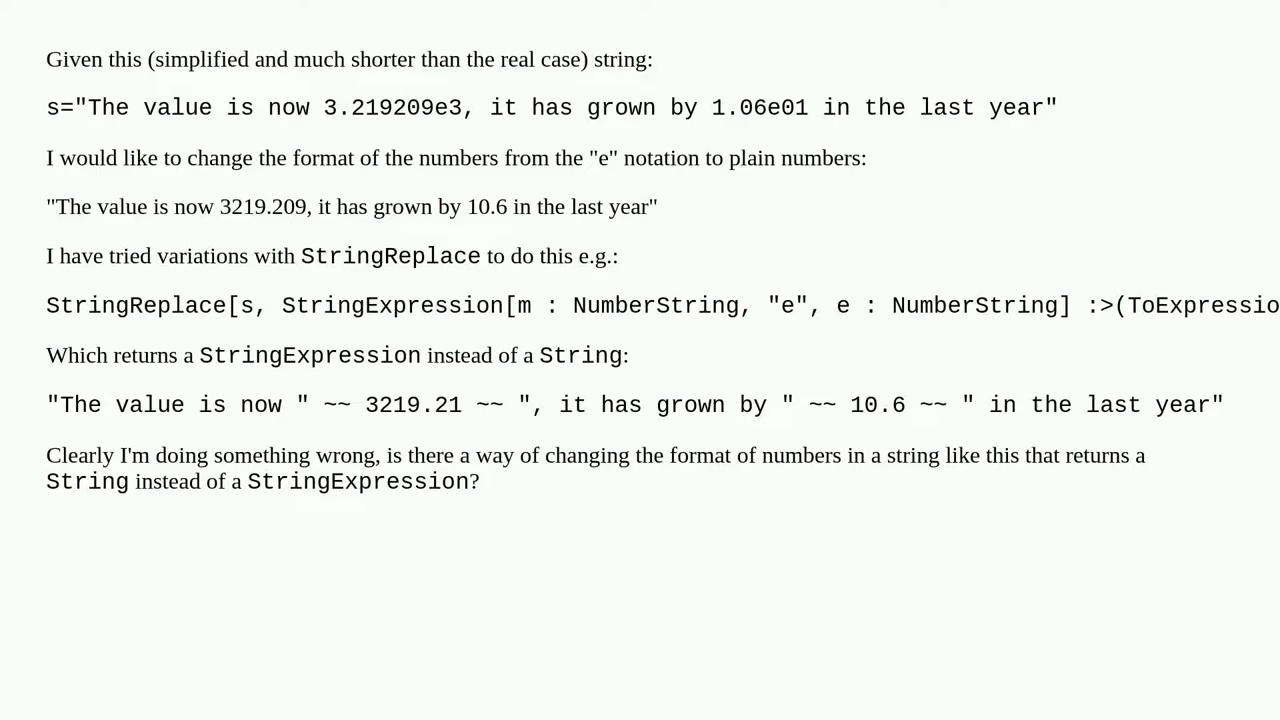 Given this (simplified and much shorter than the real case) string:
s="The value is now 3.219209e3, it has grown by 1.06e01 in the last year"
I would like to change the format of the numbers from the "e" notation to plain numbers:
"The value is now 3219.209, it has grown by 10.6 in the last year"
I have tried variations with StringReplace to do this e.g.:
StringReplace[s, StringExpression[m : NumberString, "e", e : NumberString] :>(ToExpressio
Which returns a StringExpression instead of a String:
"The value is now " ~~ 3219.21 ~~ ", it has grown by " ~~ 10.6 ~~ " in the last year"
Clearly I'm doing something wrong, is there a way of changing the format of numbers in a string like this that returns a
String instead of a StringExpression?